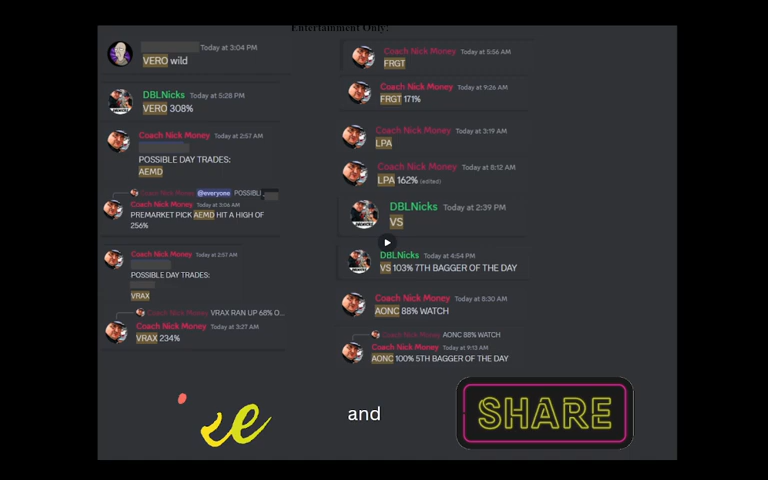 Entertainment Only:
Today at 3:04 PM
VERO wild
DBLNicks Today at 5:28 PM
VERO 308%
Coach Nick Money Today at 2:57 AM
POSSIBLE DAY TRADES:
AEMD
Coach Nick Money @everyone POSSIBL
Coach Nick Money Today at 3:06 AM
PREMARKET PICK AEMD HIT A HIGH OF
256%
Coach Nick Money Today at 2:57 AM
POSSIBLE DAY TRADES:
VRAX
Coach Nick Money VRAX RAN UP 68% O...
Coach Nick Money Today at 3:27 AM
VRAX 234%
Coach Nick Money Today at 5:56 AM
FRGT
Coach Nick Money Today at 9:26 AM
FRGT 171%
Coach Nick Money Today at 3:19 AM
LPA
Coach Nick Money Today at 8:12 AM
LPA 162% (edited)
DBLNicks Today at 2:39 PM
VS
DBLNicks Today at 4:54 PM
VS 103% 7TH BAGGER OF THE DAY
Coach Nick Money Today at 8:30 AM
AONC 88% WATCH
Coach Nick Money AONC 88% WATCH
Coach Nick Money Today at 9:13 AM
AONC 100% 5TH BAGGER OF THE DAY
and
SHARE